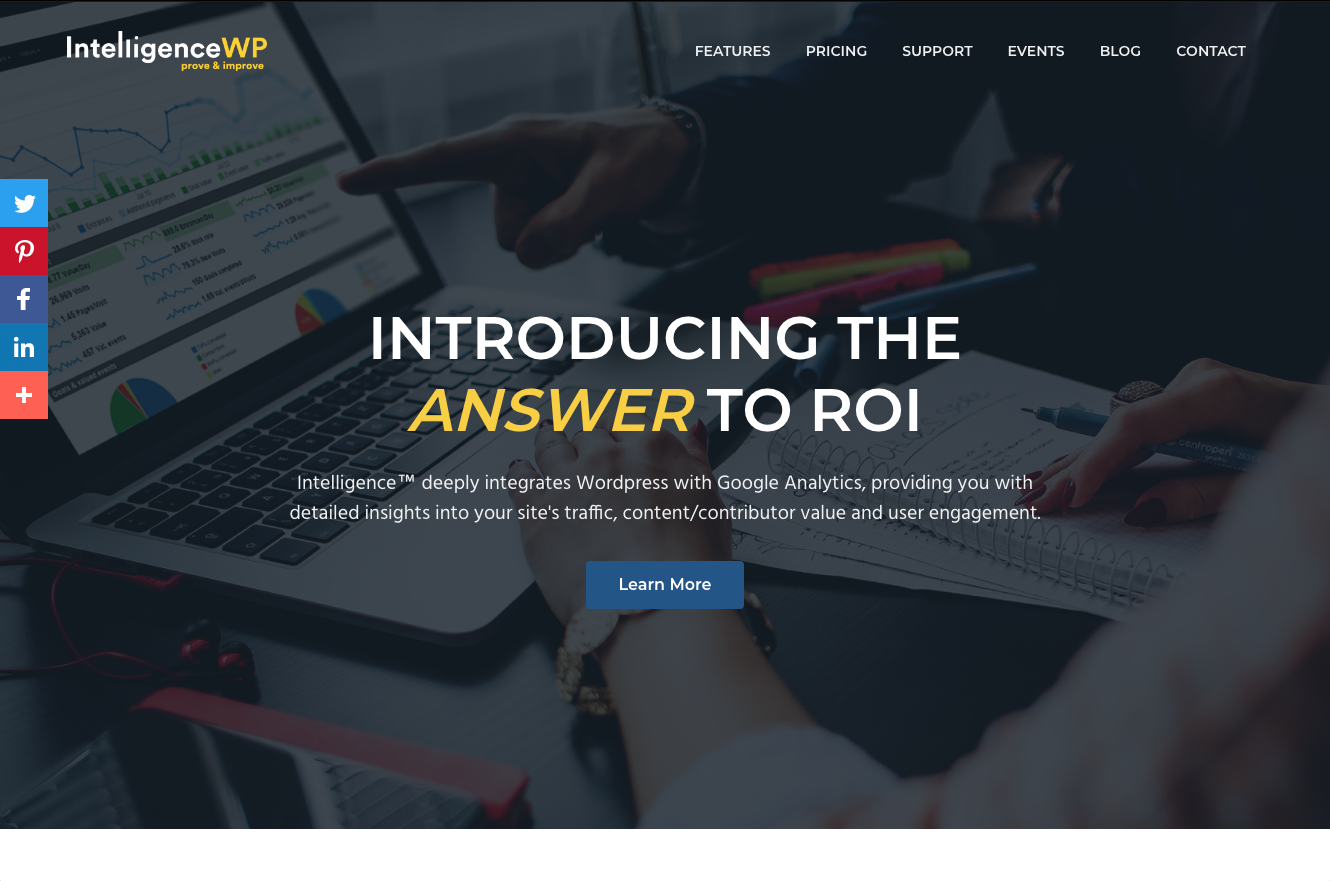 IntelligenceWP
prove & improve
FEATURES PRICING SUPPORT EVENTS BLOG CONTACT
INTRODUCING THE
ANSWER TO ROI
Intelligence™ deeply integrates Wordpress with Google Analytics, providing you with
detailed insights into your site's traffic, content/contributor value and user engagement.
Learn More
centropen